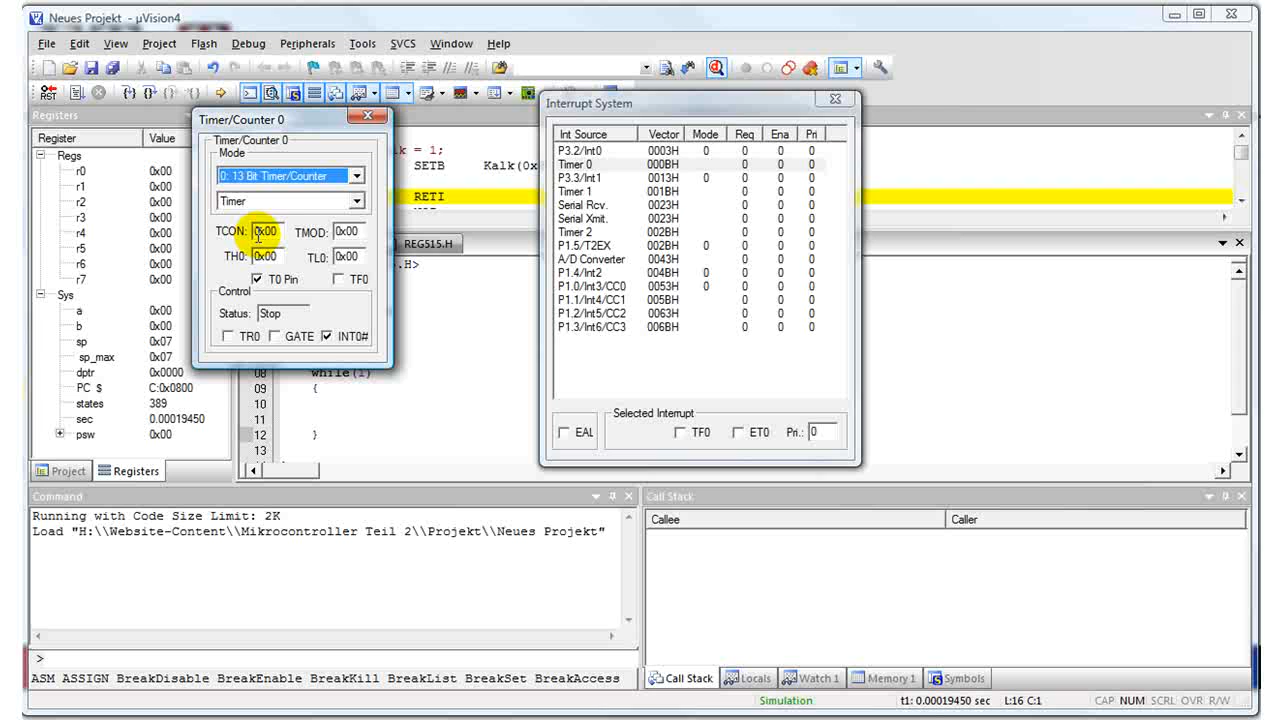 Neues Projekt - µVision4
File Edit View Project Flash Debug Peripherals Tools SVCS Window Help
RST
Registers
Register Value
Regs
r0 0x00
r1 0x00
r2 0x00
r3 0x00
r4 0x00
r5 0x00
r6 0x00
r7 0x00
Sys
a 0x00
b 0x00
sp 0x07
sp_max 0x07
dptr 0x0000
PC $ C:0x0800
states 389
sec 0.00019450
psw 0x00
Project Registers
Timer/Counter 0
Timer/Counter 0
Mode
0: 13 Bit Timer/Counter
Timer
TCON: 0x00 TMOD: 0x00
TH0: 0x00 TL0: 0x00
T0 Pin TF0
Control
Status: Stop
TR0 GATE INT0#
k = 1;
SETB Kalk(0x
RETI
REG515.H
.H>
08 while(1)
09 {
10
11
12 }
13
Interrupt System
Int Source Vector Mode Req Ena Pri
P3.2/Int0 0003H 0 0 0 0
Timer 0 000BH 0 0 0
P3.3/Int1 0013H 0 0 0 0
Timer 1 001BH 0 0 0
Serial Rcv. 0023H 0 0 0
Serial Xmit. 0023H 0 0 0
Timer 2 002BH 0 0 0
P1.5/T2EX 002BH 0 0 0 0
A/D Converter 0043H 0 0 0
P1.4/Int2 004BH 0 0 0 0
P1.0/Int3/CC0 0053H 0 0 0 0
P1.1/Int4/CC1 005BH 0 0 0
P1.2/Int5/CC2 0063H 0 0 0
P1.3/Int6/CC3 006BH 0 0 0
Selected Interrupt
EAL TF0 ET0 Pri.: 0
Command
Running with Code Size Limit: 2K
Load "H:\\Website-Content\\Mikrocontroller Teil 2\\Projekt\\Neues Projekt"
>
ASM ASSIGN BreakDisable BreakEnable BreakKill BreakList BreakSet BreakAccess
Call Stack
Callee Caller
Call Stack Locals Watch 1 Memory 1 Symbols
Simulation t1: 0.00019450 sec L:16 C:1 CAP NUM SCRL OVR R/W